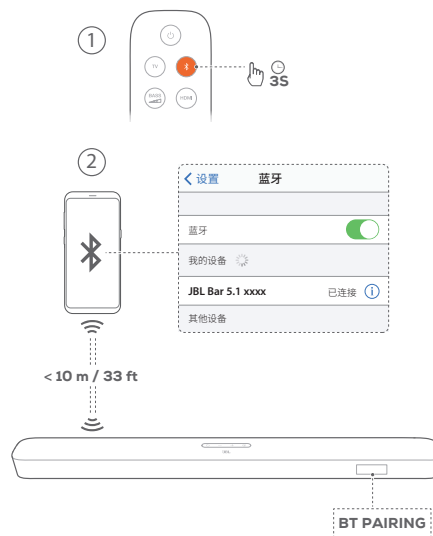 1
TV
BASS
HDMI
3S
2
设置 蓝牙
蓝牙
我的设备
JBL Bar 5.1 xxxx 已连接
其他设备
< 10 m / 33 ft
JBL
BT PAIRING